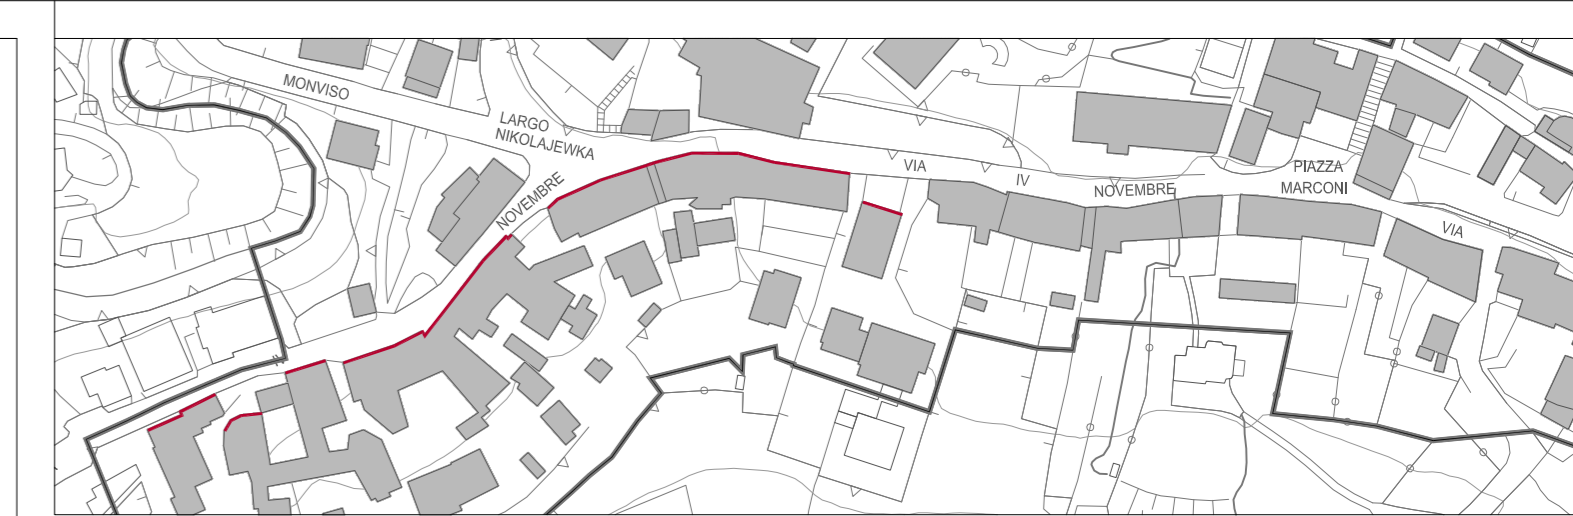 MONVISO
LARGO
NIKOLAJEWKA
NOVEMBRE
VIA
IV
NOVEMBRE
PIAZZA
MARCONI
VIA